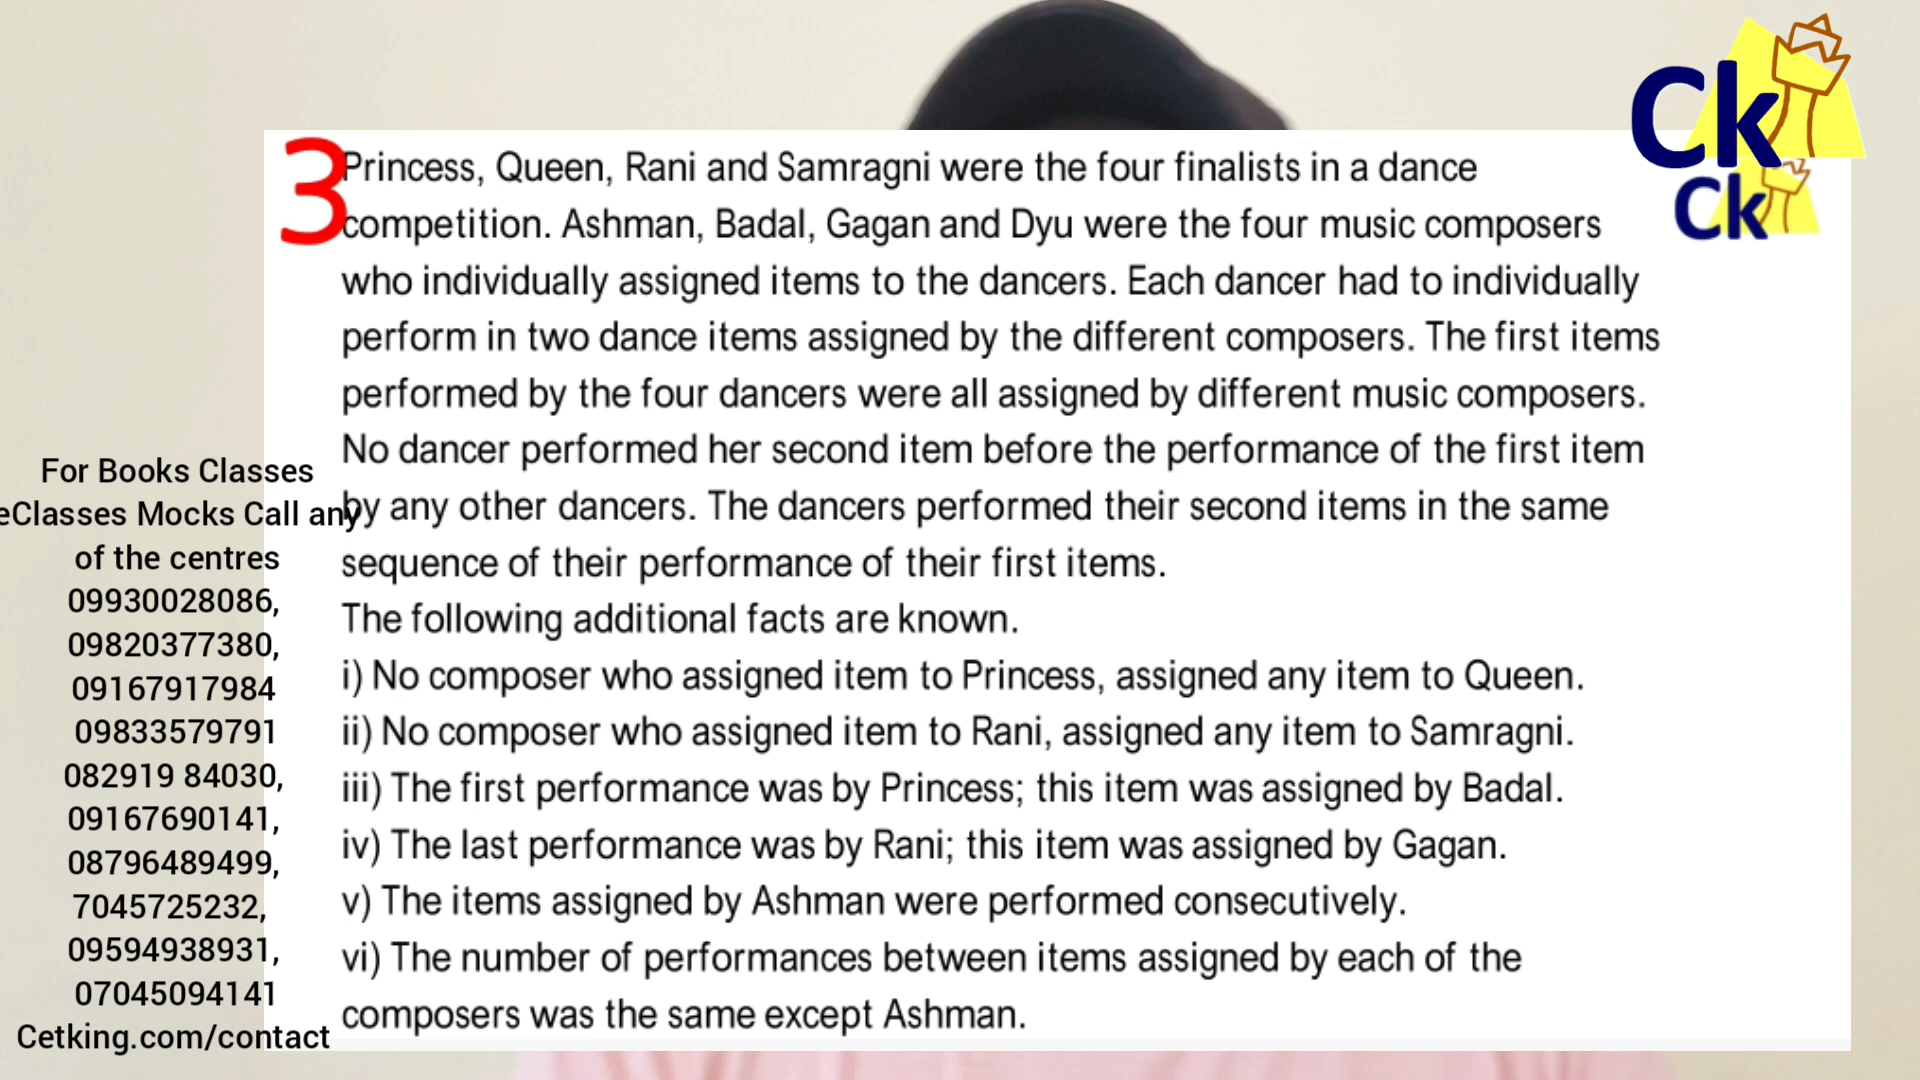 Ck
Ck
3
Princess, Queen, Rani and Samragni were the four finalists in a dance
competition. Ashman, Badal, Gagan and Dyu were the four music composers
who individually assigned items to the dancers. Each dancer had to individually
perform in two dance items assigned by the different composers. The first items
performed by the four dancers were all assigned by different music composers.
No dancer performed her second item before the performance of the first item
by any other dancers. The dancers performed their second items in the same
sequence of their performance of their first items.
The following additional facts are known.
i) No composer who assigned item to Princess, assigned any item to Queen.
ii) No composer who assigned item to Rani, assigned any item to Samragni.
iii) The first performance was by Princess; this item was assigned by Badal.
iv) The last performance was by Rani; this item was assigned by Gagan.
v) The items assigned by Ashman were performed consecutively.
vi) The number of performances between items assigned by each of the
composers was the same except Ashman.
For Books Classes
eClasses Mocks Call any
of the centres
09930028086,
09820377380,
09167917984
09833579791
082919 84030,
09167690141,
08796489499,
7045725232,
09594938931,
07045094141
Cetking.com/contact